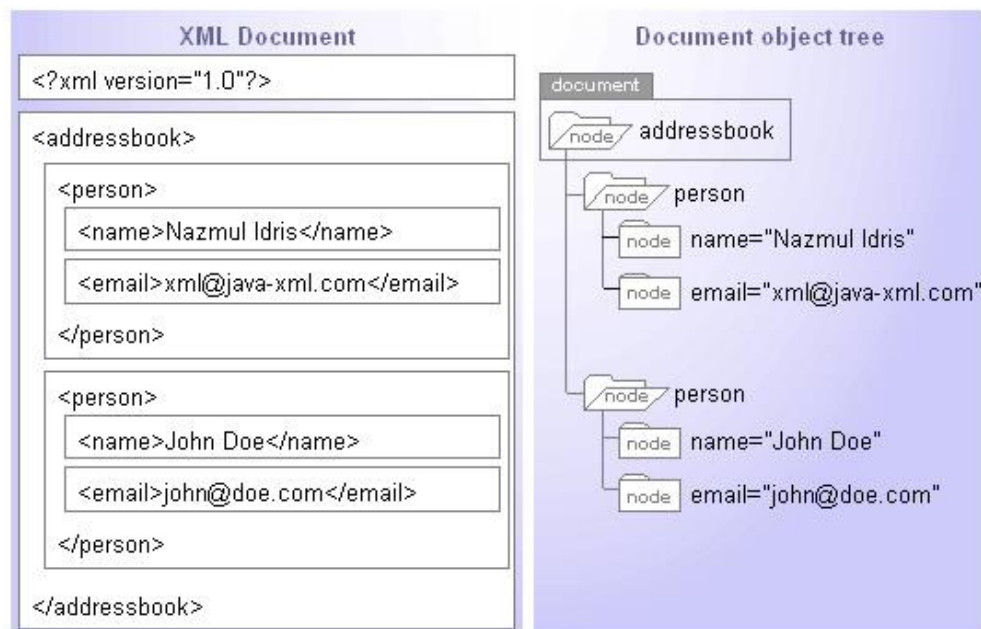 XML Document
<?xml version="1.0"?>
<addressbook>
<person>
<name>Nazmul Idris</name>
<email>xml@java-xml.com</email>
</person>
<person>
<name>John Doe</name>
<email>john@doe.com</email>
</person>
</addressbook>
Document object tree
document
node addressbook
node person
node name="Nazmul Idris"
node email="xml@java-xml.com"
node person
node name="John Doe"
node email="john@doe.com"